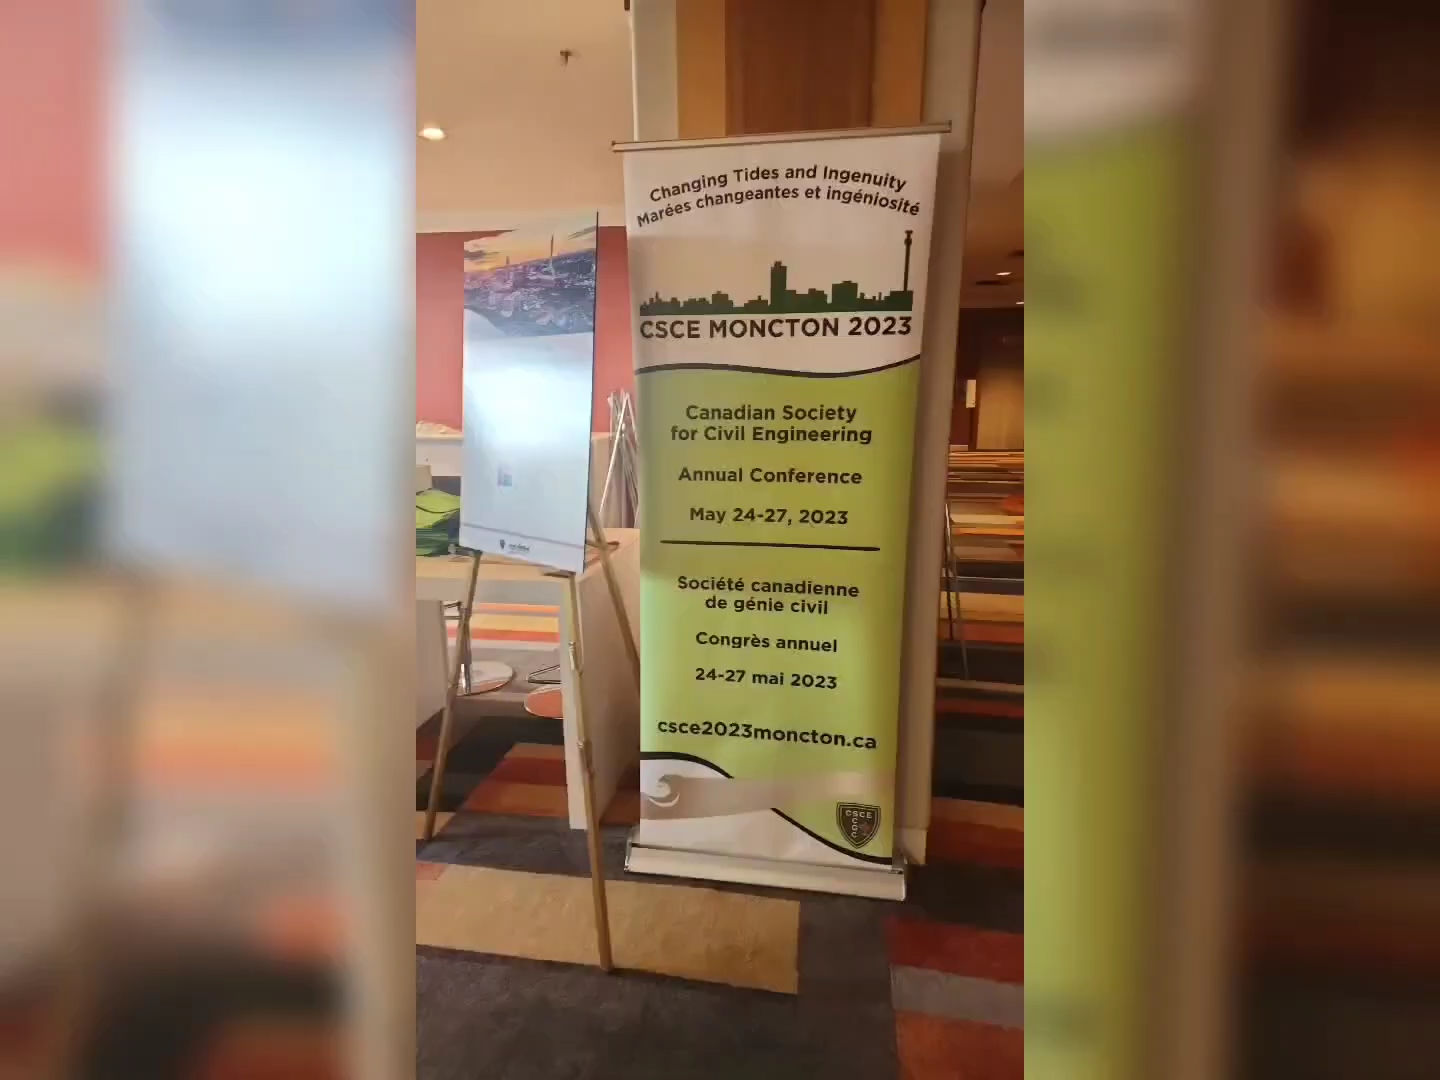 Changing Tides and Ingenuity
Marées changeantes et ingéniosité
CSCE MONCTON 2023
Canadian Society
for Civil Engineering
Annual Conference
May 24-27, 2023
Société canadienne
de génie civil
Congrès annuel
24-27 mai 2023
csce2023moncton.ca
CSCE